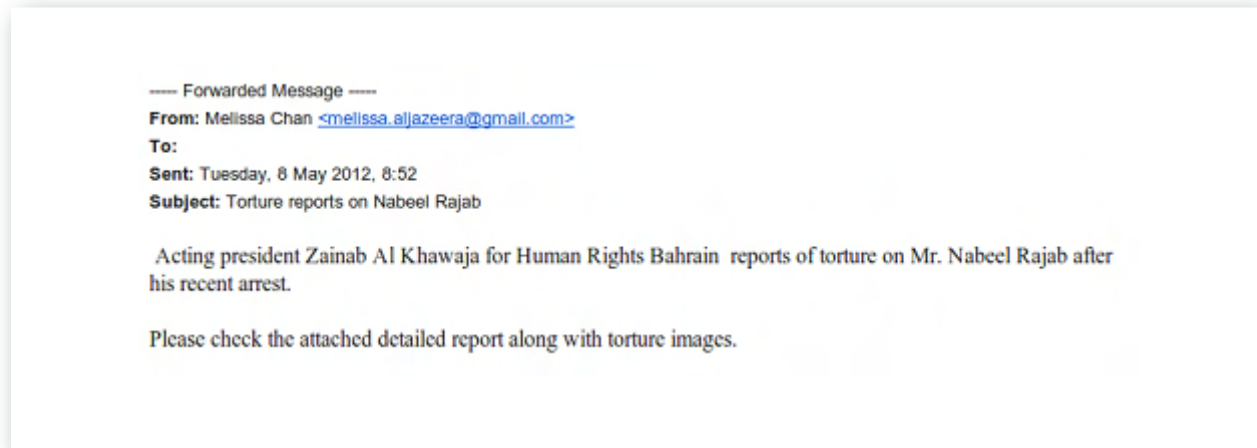 ----- Forwarded Message -----
From: Melissa Chan <melissa.aljazeera@gmail.com>
To:
Sent: Tuesday, 8 May 2012, 8:52
Subject: Torture reports on Nabeel Rajab
Acting president Zainab Al Khawaja for Human Rights Bahrain  reports of torture on Mr. Nabeel Rajab after
his recent arrest.
Please check the attached detailed report along with torture images.